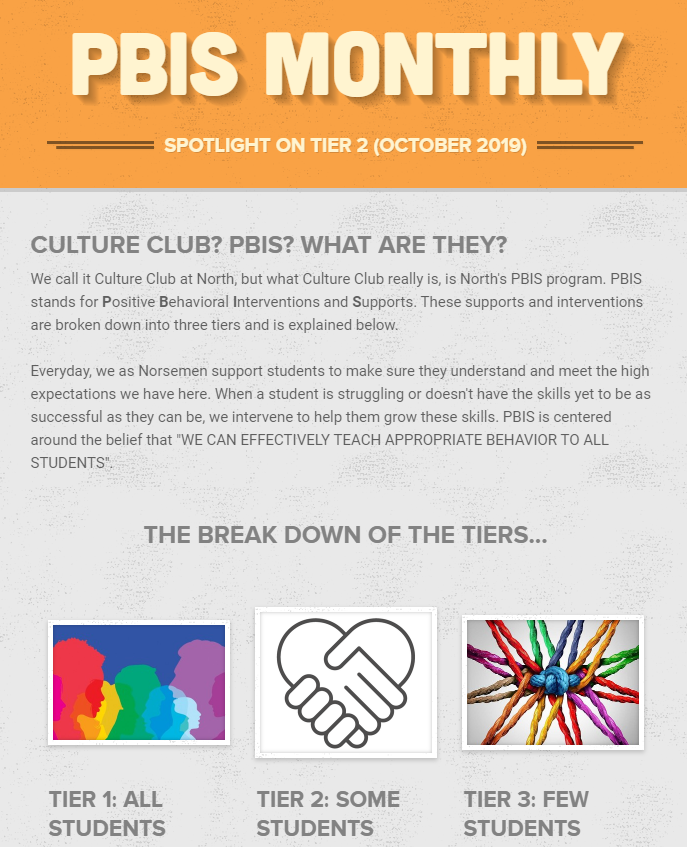 PBIS MONTHLY
SPOTLIGHT ON TIER 2 (OCTOBER 2019)
CULTURE CLUB? PBIS? WHAT ARE THEY?
We call it Culture Club at North, but what Culture Club really is, is North's PBIS program. PBIS
stands for Positive Behavioral Interventions and Supports. These supports and interventions
are broken down into three tiers and is explained below.
Everyday, we as Norsemen support students to make sure they understand and meet the high
expectations we have here. When a student is struggling or doesn't have the skills yet to be as
successful as they can be, we intervene to help them grow these skills. PBIS is centered
around the belief that "WE CAN EFFECTIVELY TEACH APPROPRIATE BEHAVIOR TO ALL
STUDENTS".
THE BREAK DOWN OF THE TIERS...
TIER 1: ALL
STUDENTS
TIER 2: SOME
STUDENTS
TIER 3: FEW
STUDENTS